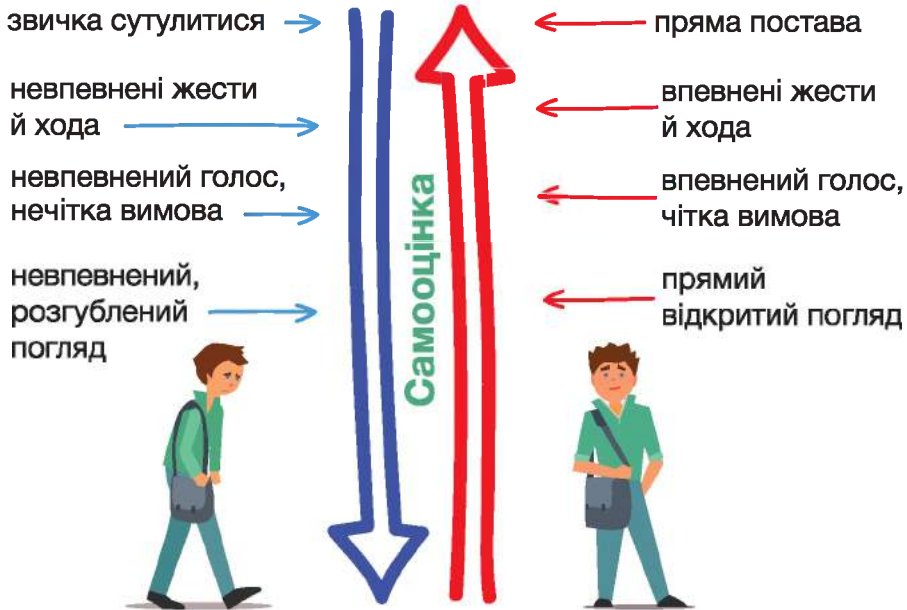 звичка сутулитися
невпевнені жести
й хода
невпевнений голос,
нечітка вимова
невпевнений,
розгублений
погляд
Самооцінка
пряма постава
впевнені жести
й хода
впевнений голос,
чітка вимова
прямий
відкритий погляд